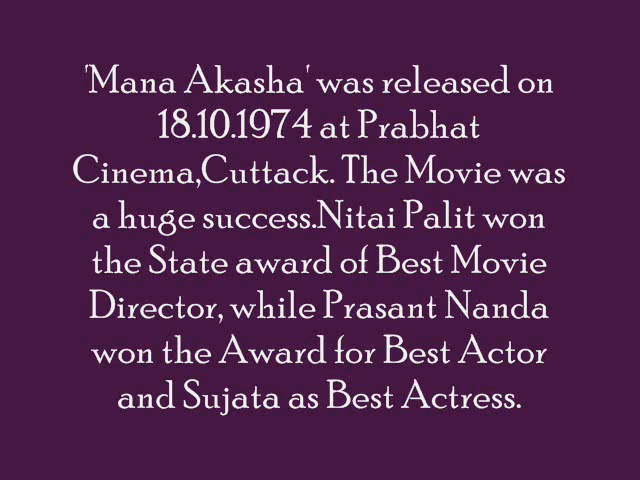 'Mana Akasha' was released on
18.10.1974 at Prabhat
Cinema,Cuttack. The Movie was
a huge success.Nitai Palit won
the State award of Best Movie
Director, while Prasant Nanda
won the Award for Best Actor
and Sujata as Best Actress.